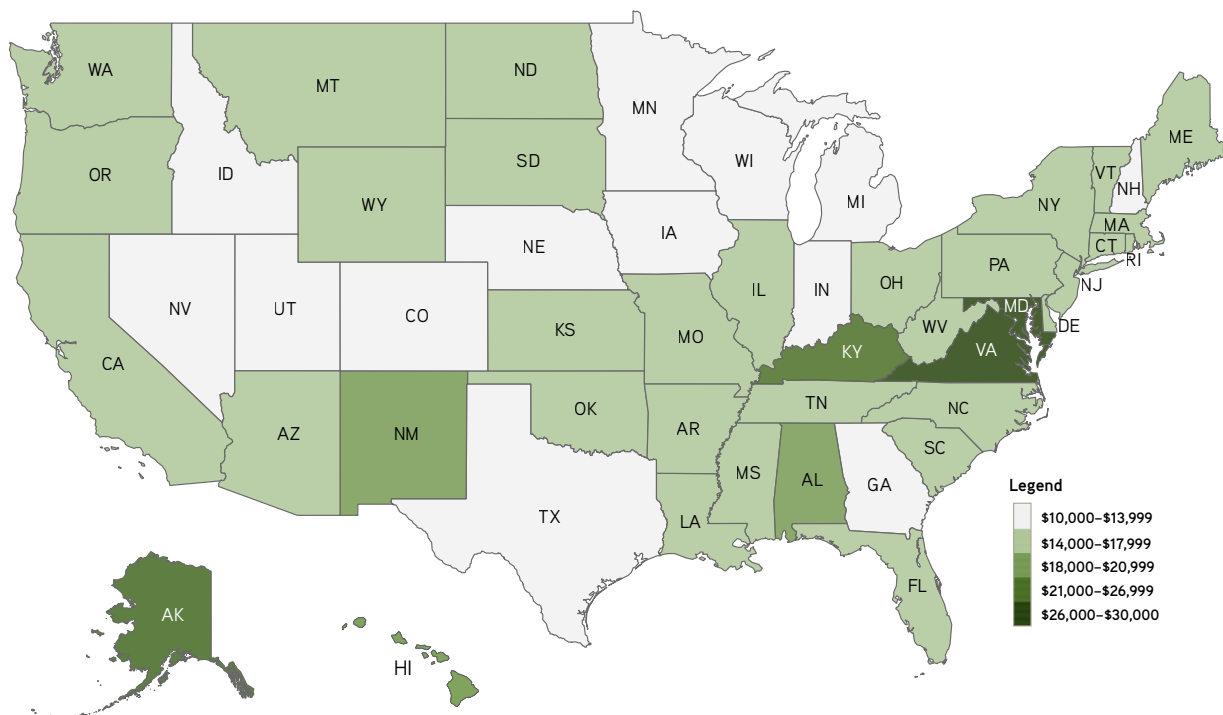 WA
MT
ND
MN
ME
OR
ID
SD
WI
VT
NH
WY
MI
NY
MA
NE
IA
CT
RI
PA
NV
UT
CO
IL
IN
OH
NJ
MD
DE
KS
MO
WV
KY
VA
CA
OK
TN
NC
AZ
NM
AR
SC
MS
AL
GA
TX
LA
FL
AK
HI
Legend
$10,000–$13,999
$14,000–$17,999
$18,000–$20,999
$21,000–$26,999
$26,000–$30,000